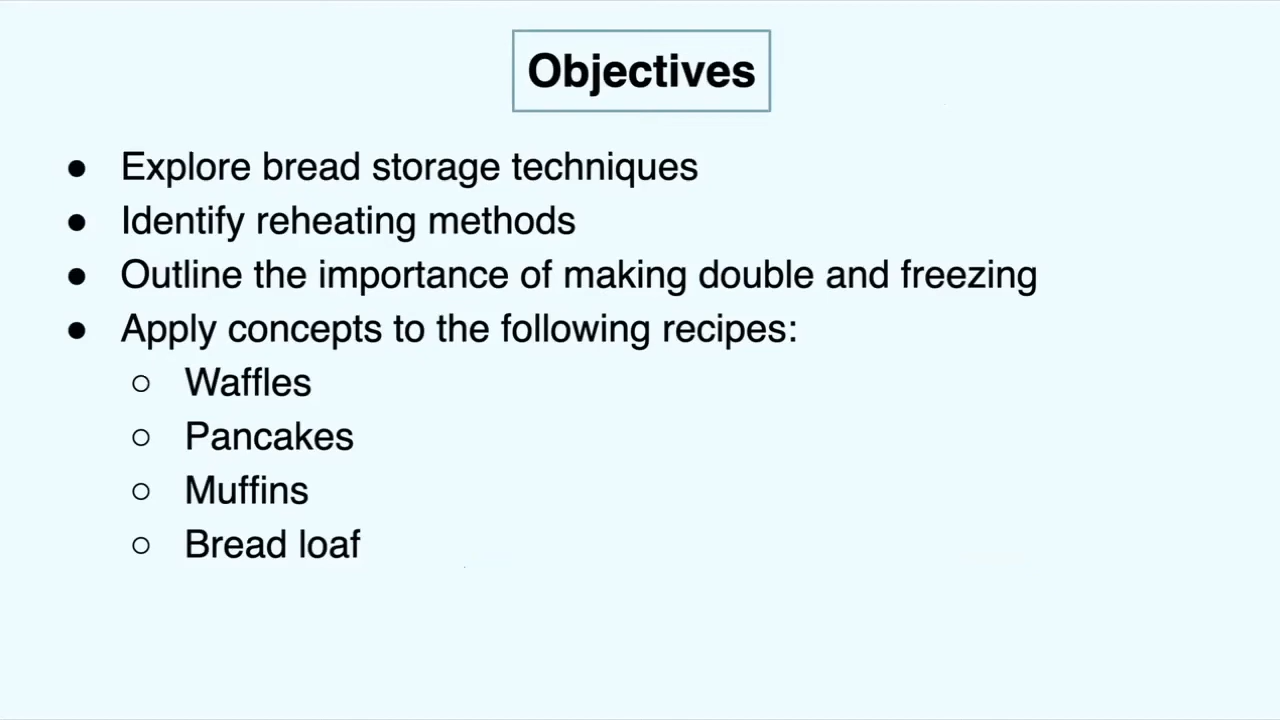 Objectives
● Explore bread storage techniques
● Identify reheating methods
● Outline the importance of making double and freezing
● Apply concepts to the following recipes:
○ Waffles
○ Pancakes
○ Muffins
○ Bread loaf